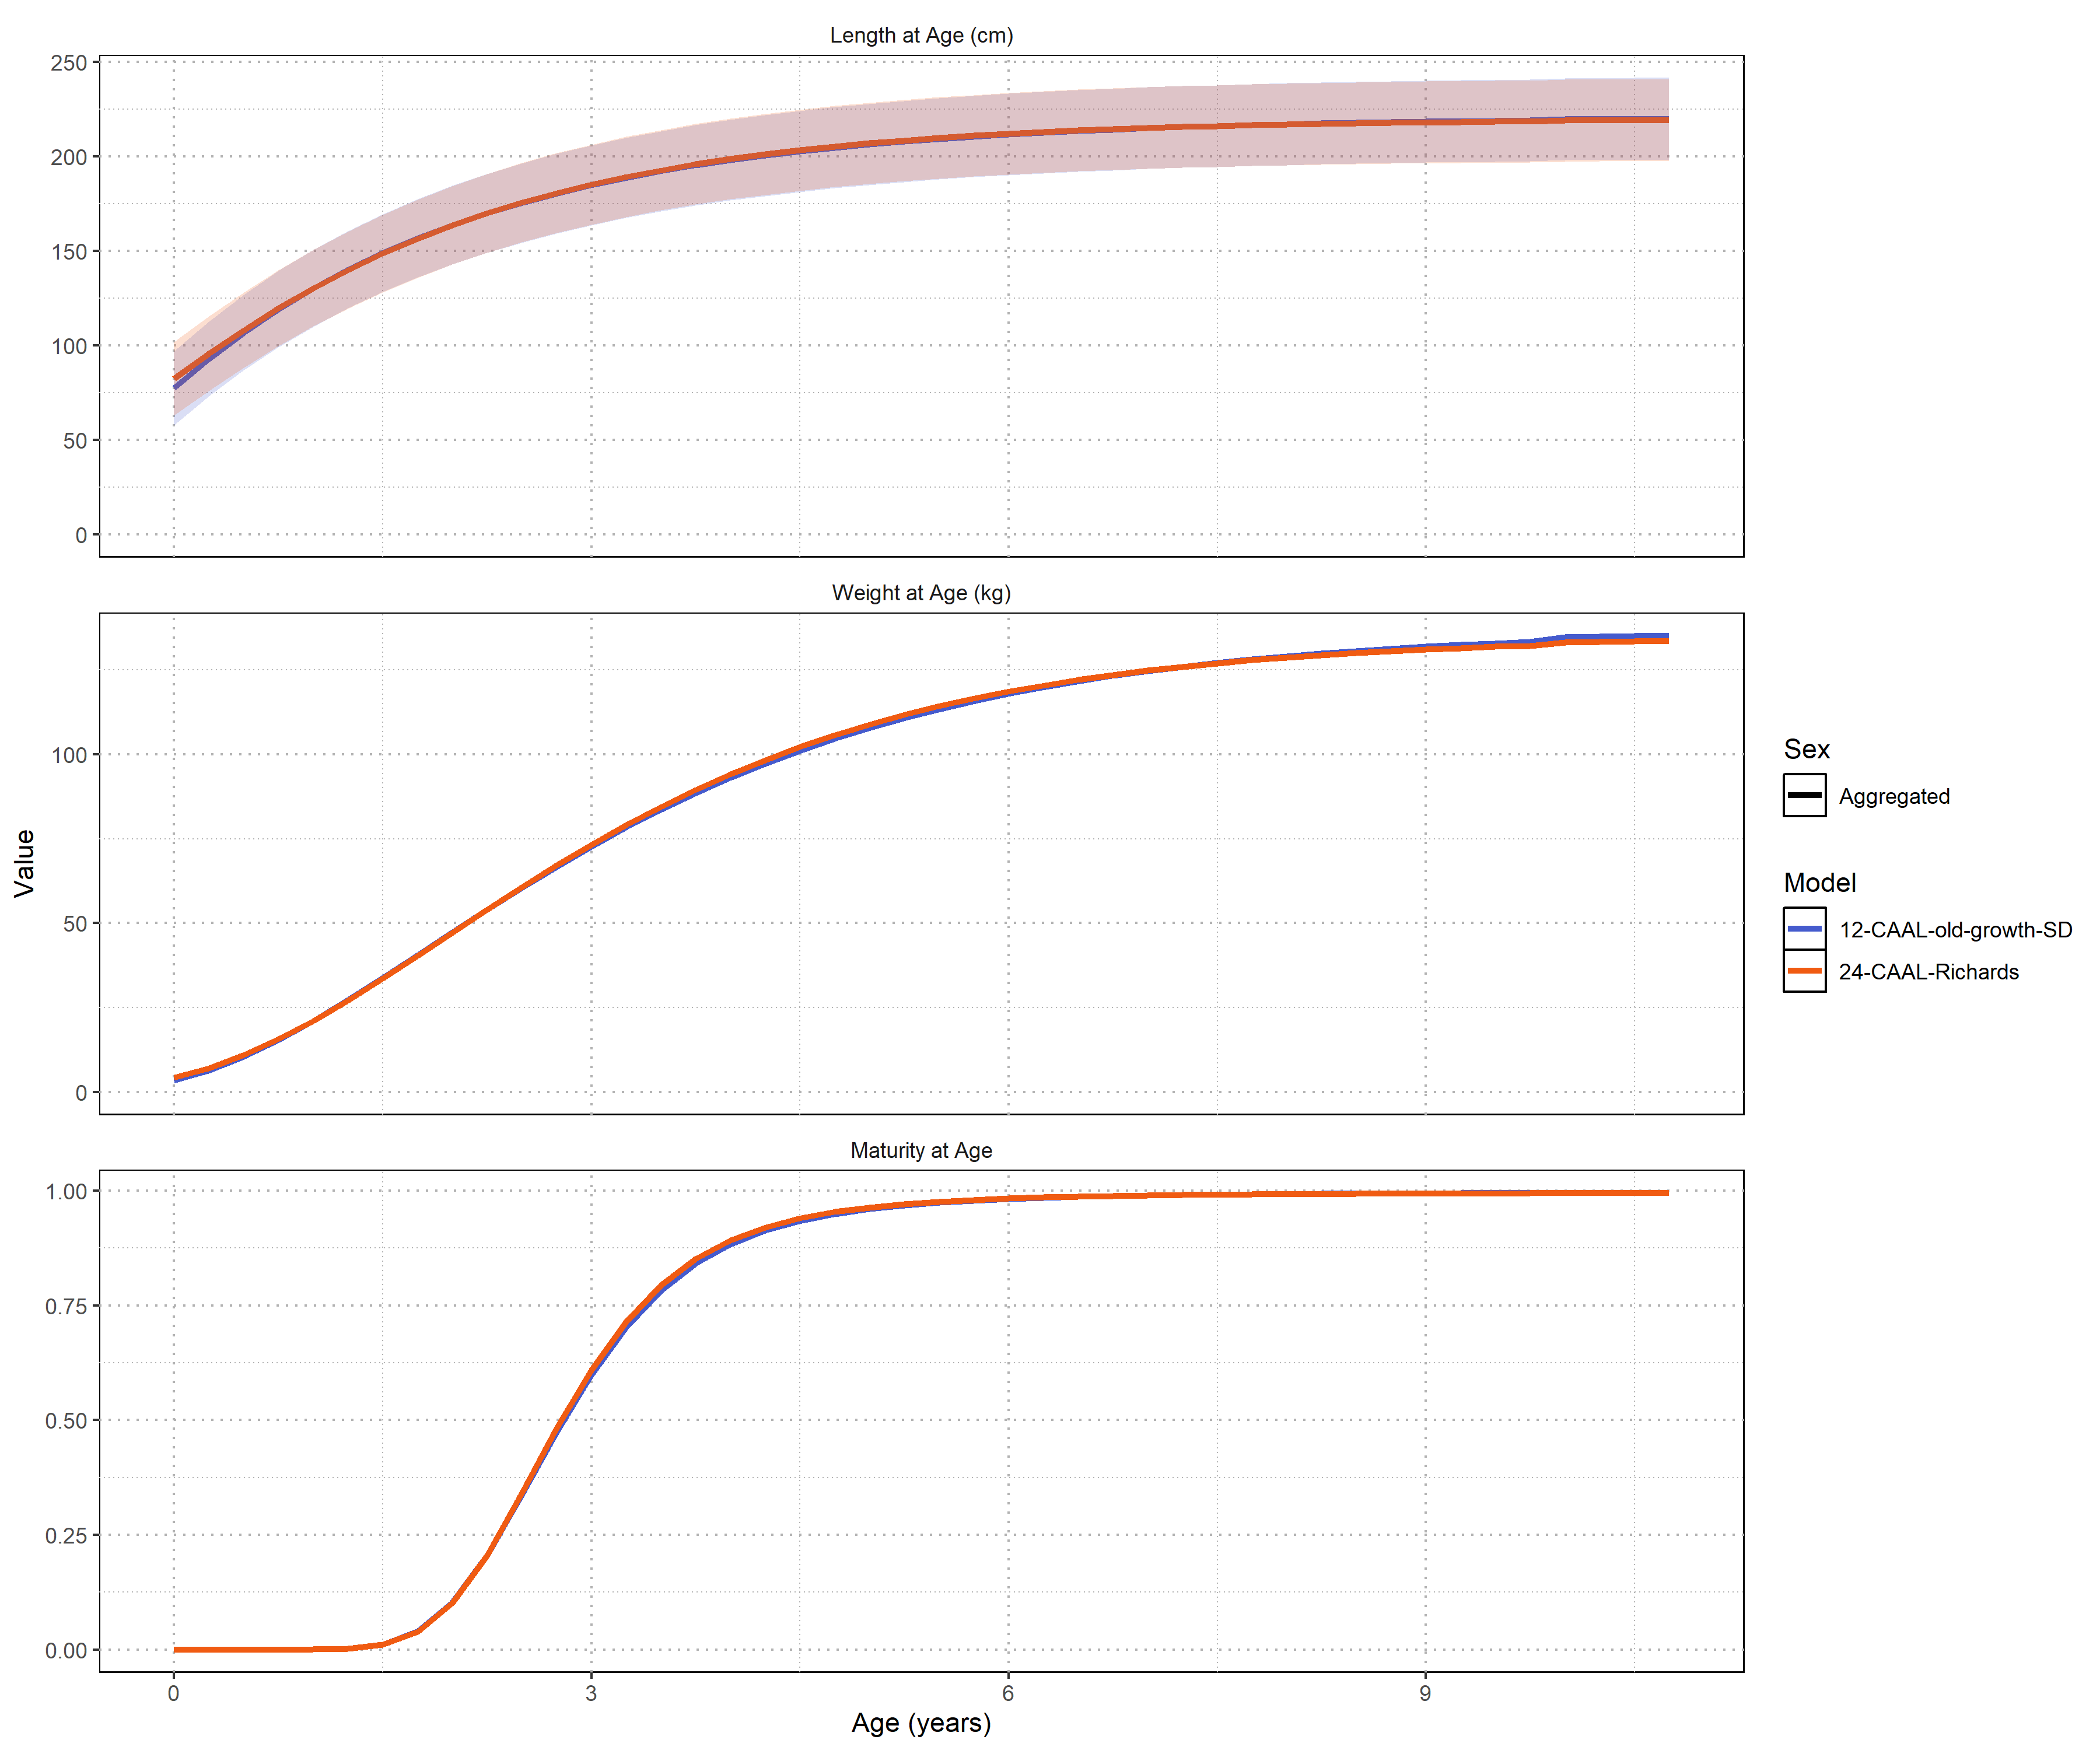 Length at Age (cm)
250
200
150
100
50
0
Weight at Age (kg)
100
50
0
Maturity at Age
1.00
0.75
0.50
0.25
0.00
0 3 6 9
Age (years)
Value
Sex
Aggregated
Model
12-CAAL-old-growth-SD
24-CAAL-Richards